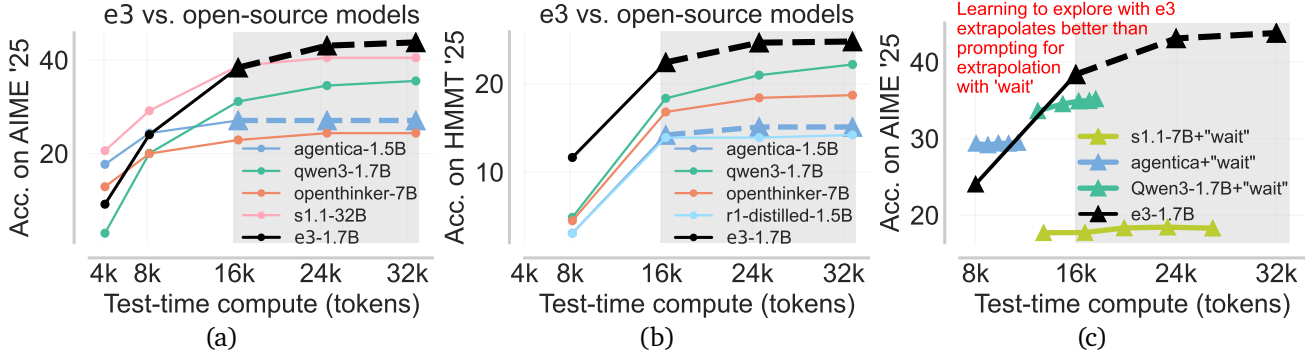 e3 vs. open-source models
Acc. on AIME '25
40
20
agentica-1.5B
qwen3-1.7B
openthinker-7B
s1.1-32B
e3-1.7B
4k 8k 16k 24k 32k
Test-time compute (tokens)
(a)
e3 vs. open-source models
Acc. on HMMT '25
20
10
agentica-1.5B
qwen3-1.7B
openthinker-7B
r1-distilled-1.5B
e3-1.7B
4k 8k 16k 24k 32k
Test-time compute (tokens)
(b)
Learning to explore with e3
extrapolates better than
prompting for
extrapolation
with 'wait'
Acc. on AIME '25
40
30
20
s1.1-7B+"wait"
agentica+"wait"
Qwen3-1.7B+"wait"
e3-1.7B
8k 16k 24k 32k
Test-time compute (tokens)
(c)